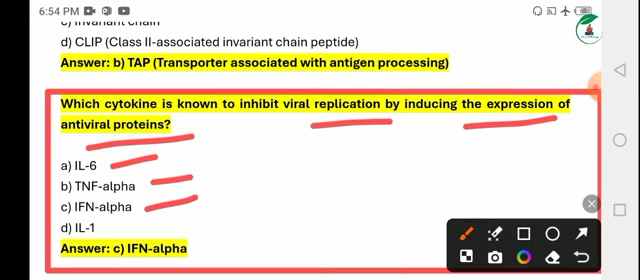 6:54 PM
c) Invariant chain
d) CLIP (Class II-associated invariant chain peptide)
Answer: b) TAP (Transporter associated with antigen processing)
Which cytokine is known to inhibit viral replication by inducing the expression of
antiviral proteins?
a) IL-6
b) TNF-alpha
c) IFN-alpha
d) IL-1
Answer: c) IFN-alpha